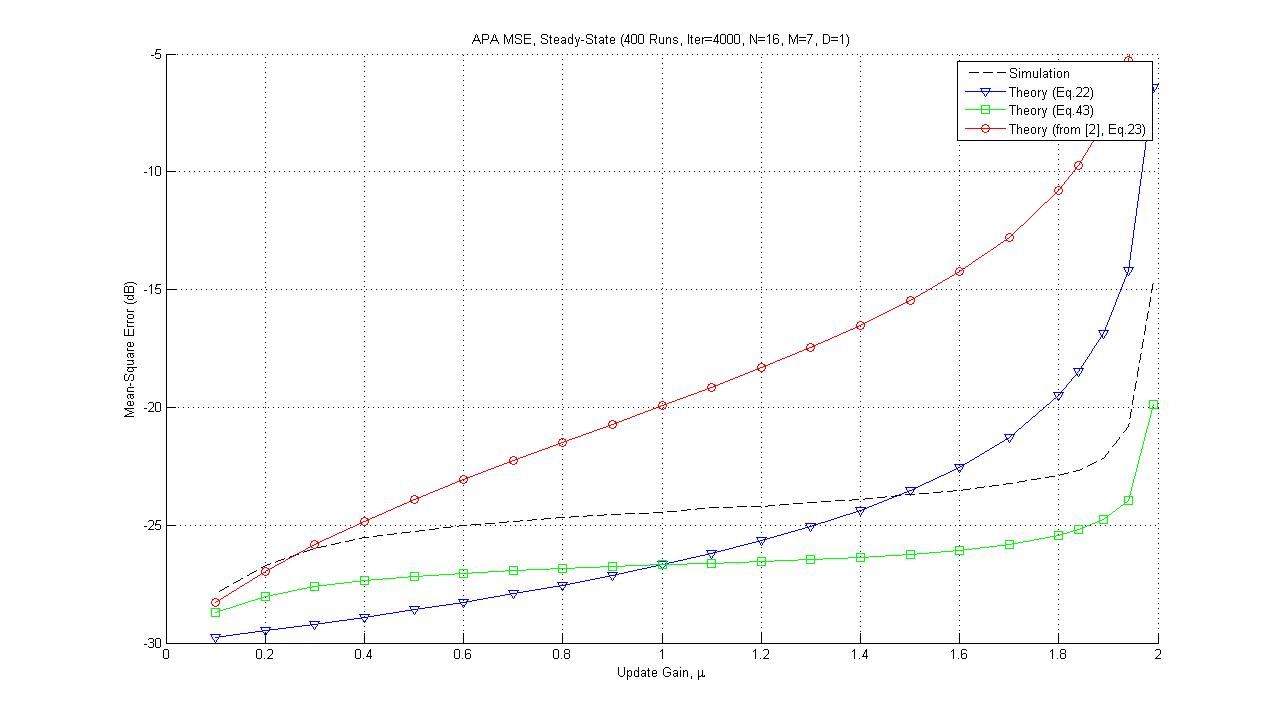 APA MSE, Steady-State (400 Runs, Iter=4000, N=16, M=7, D=1)
-5
-10
-15
-20
-25
-30
Mean-Square Error (dB)
Simulation
Theory (Eq.22)
Theory (Eq.43)
Theory (from [2], Eq.23)
0 0.2 0.4 0.6 0.8 1 1.2 1.4 1.6 1.8 2
Update Gain, μ